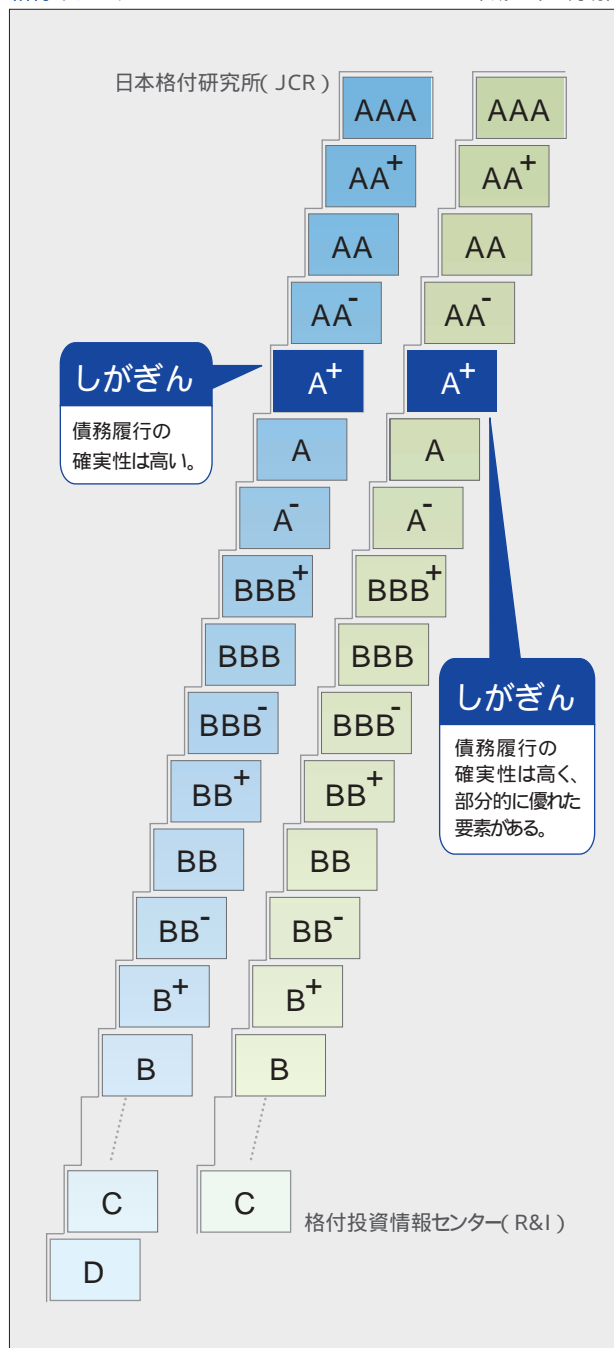 日本格付研究所(JCR)
AAA
AA+
AA
AA-
A+
A
A-
BBB+
BBB
BBB-
BB+
BB
BB-
B+
B
C
D
しがぎん
債務履行の
確実性は高い。
AAA
AA+
AA
AA-
A+
A
A-
BBB+
BBB
BBB-
BB+
BB
BB-
B+
B
C
格付投資情報センター(R&I)
しがぎん
債務履行の
確実性は高く、
部分的に優れた
要素がある。